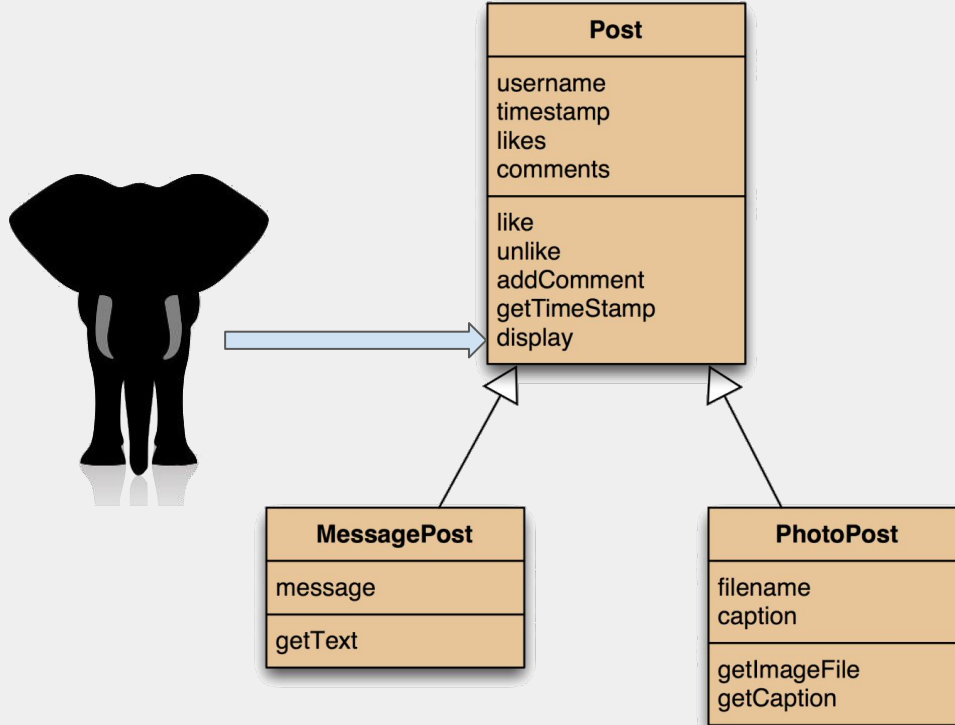 Post
username
timestamp
likes
comments
like
unlike
addComment
getTimeStamp
display
MessagePost
message
getText
PhotoPost
filename
caption
getImageFile
getCaption